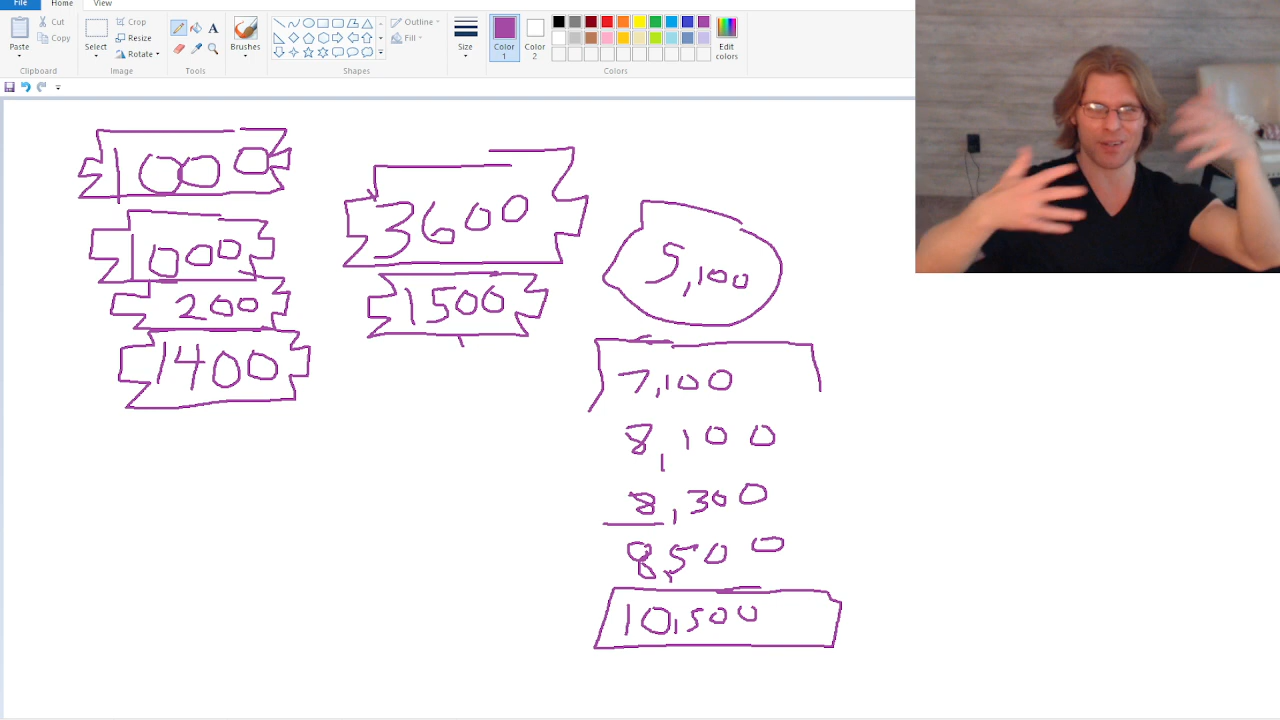 File Home View
Paste
Cut
Copy
Clipboard
Select
Crop
Resize
Rotate
Image
A
Tools
Brushes
Outline
Fill
Shapes
Size
Color 1
Color 2
Edit colors
Colors
1000
1000
200
1400
3600
1500
5,100
7,100
8,100
8,300
8,500
10,500